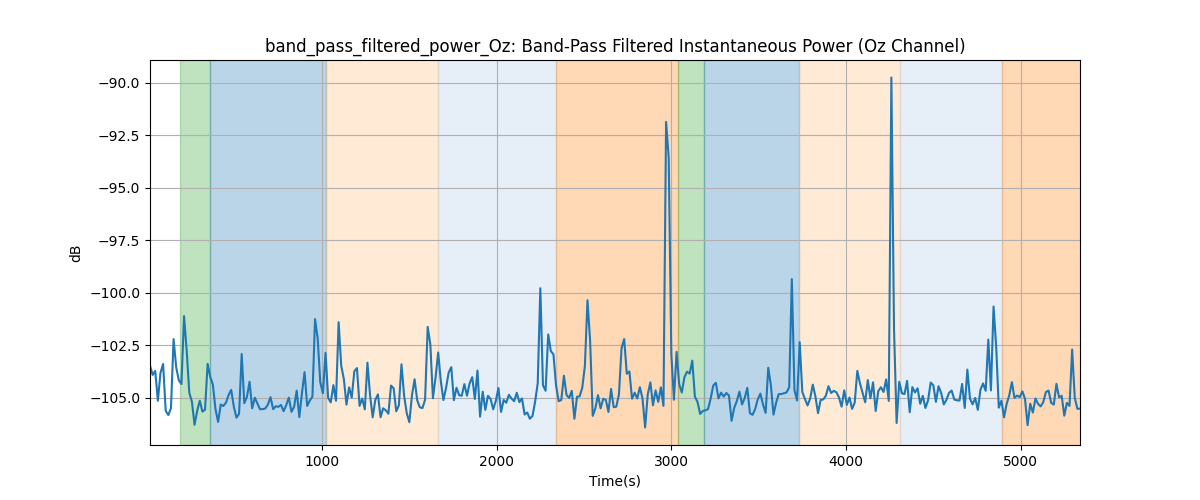 band_pass_filtered_power_Oz: Band-Pass Filtered Instantaneous Power (Oz Channel)
−90.0
−92.5
−95.0
−97.5
−100.0
−102.5
−105.0
dB
1000 2000 3000 4000 5000
Time(s)